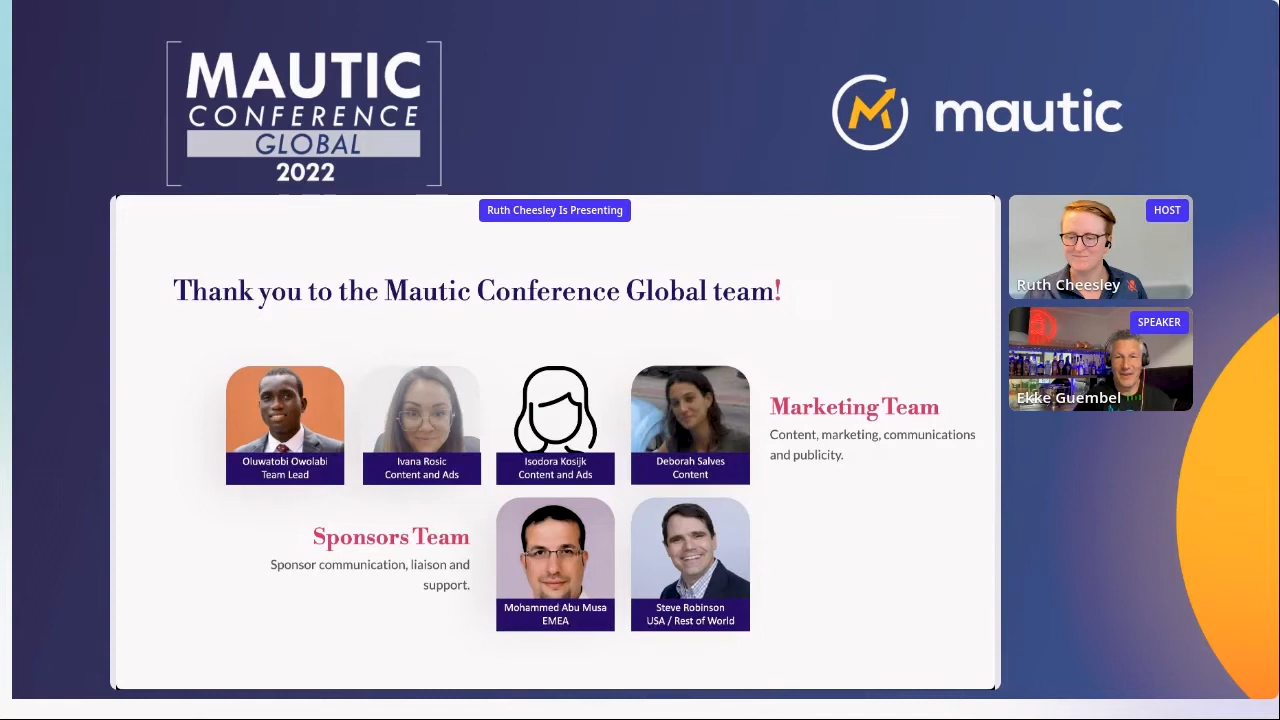 MAUTIC
CONFERENCE
GLOBAL
2022
mautic
Ruth Cheesley Is Presenting
HOST
Ruth Cheesley
SPEAKER
Ekke Guembel
Thank you to the Mautic Conference Global team!
Oluwatobi Owolabi
Team Lead
Ivana Rosic
Content and Ads
Isodora Kosijk
Content and Ads
Deborah Salves
Content
Marketing Team
Content, marketing, communications
and publicity.
Sponsors Team
Sponsor communication, liaison and
support.
Mohammed Abu Musa
EMEA
Steve Robinson
USA / Rest of World